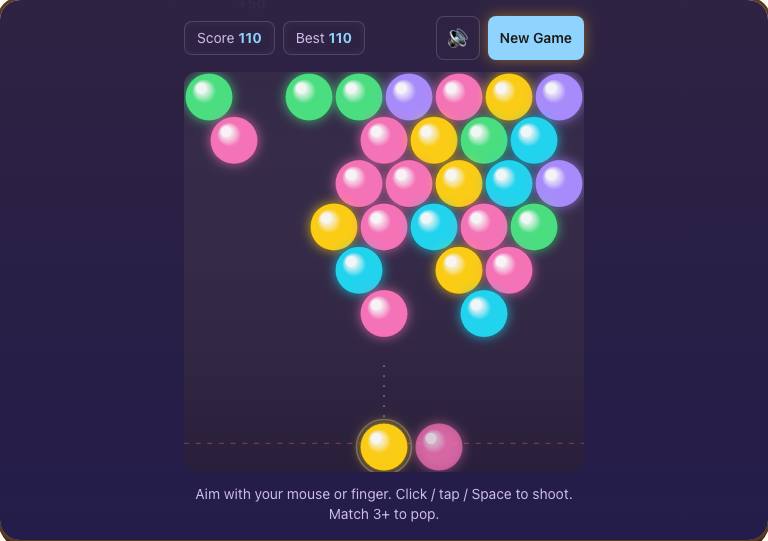 Score 110
Best 110
New Game
Aim with your mouse or finger. Click / tap / Space to shoot.
Match 3+ to pop.